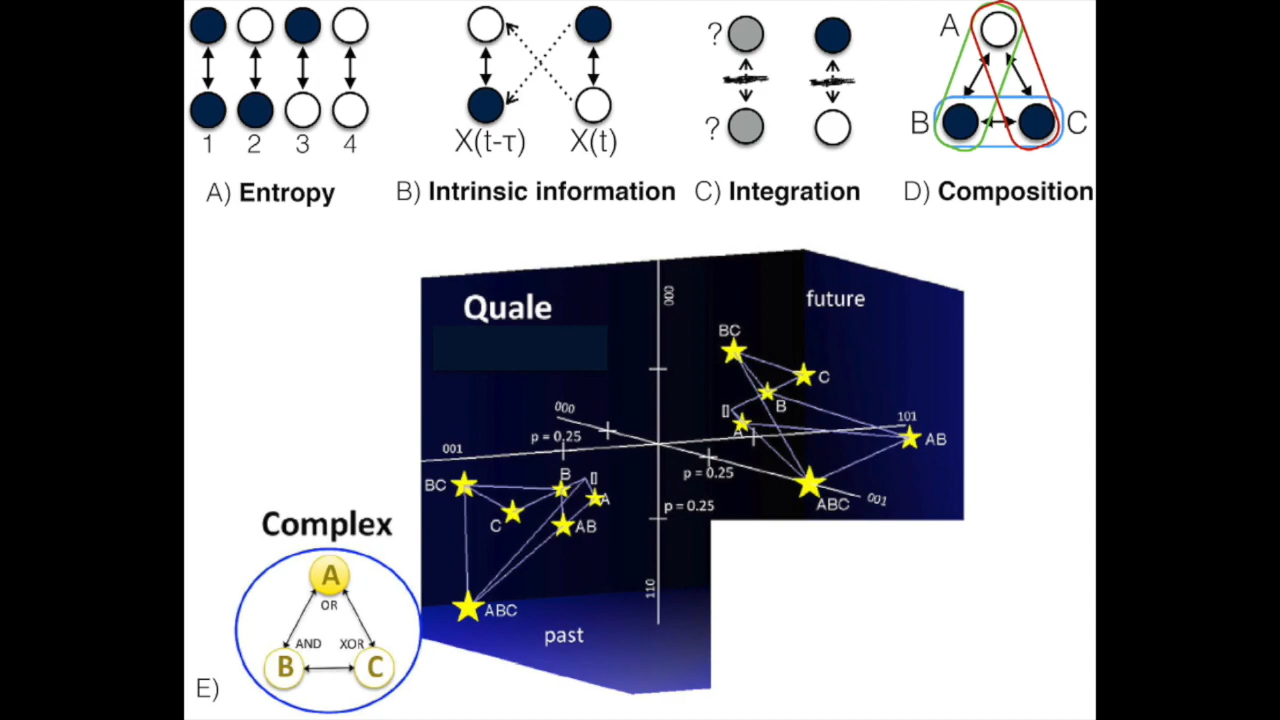 1 2 3 4
A) Entropy
X(t-τ) X(t)
B) Intrinsic information
? ?
C) Integration
A
B C
D) Composition
Quale
future
000
BC
C
B
[]
A
101
AB
ABC
001
000
p = 0.25
p = 0.25
p = 0.25
001
BC
B
[]
A
C
AB
ABC
110
past
Complex
A
OR
AND XOR
B C
E)